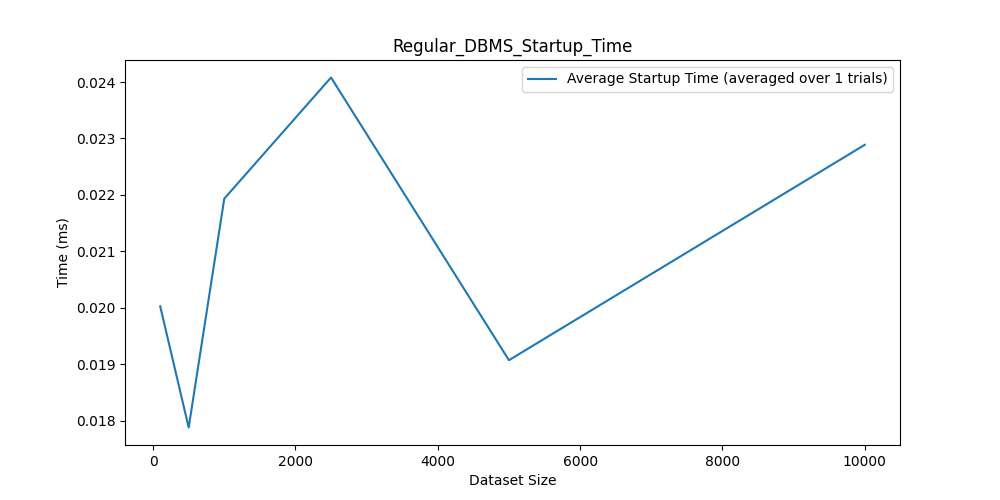 Regular_DBMS_Startup_Time
Average Startup Time (averaged over 1 trials)
0.024
0.023
0.022
0.021
0.020
0.019
0.018
Time (ms)
0 2000 4000 6000 8000 10000
Dataset Size